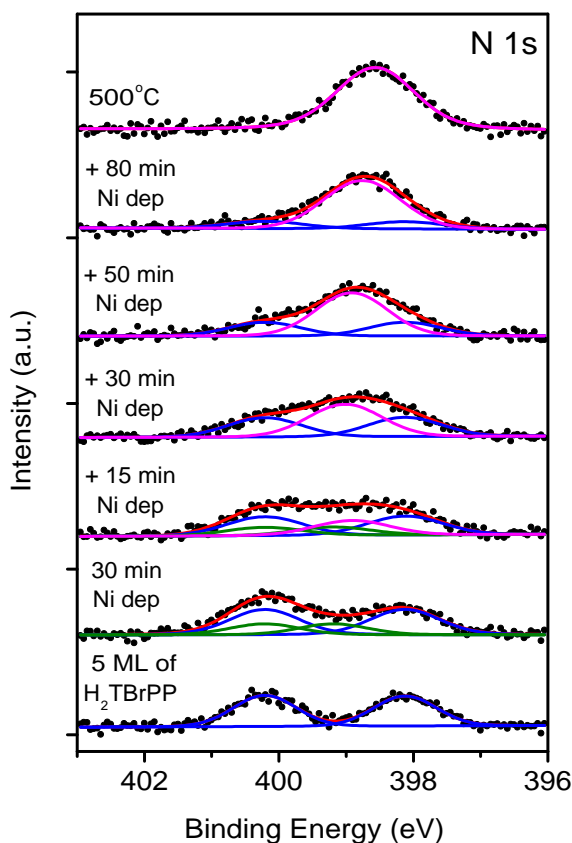 N 1s
500°C
+ 80 min
Ni dep
+ 50 min
Ni dep
+ 30 min
Ni dep
+ 15 min
Ni dep
30 min
Ni dep
5 ML of
H₂TBrPP
Intensity (a.u.)
402 400 398 396
Binding Energy (eV)